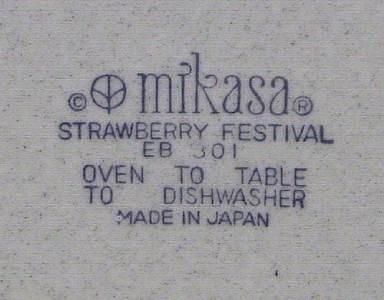 © mikasa®
STRAWBERRY FESTIVAL
EB 301
OVEN TO TABLE
TO DISHWASHER
MADE IN JAPAN